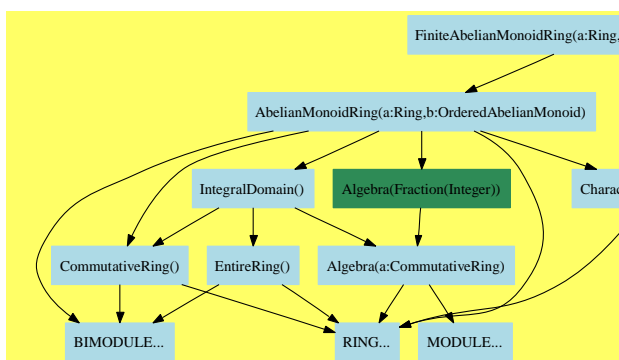 FiniteAbelianMonoidRing(a:Ring,
AbelianMonoidRing(a:Ring,b:OrderedAbelianMonoid)
IntegralDomain()
Algebra(Fraction(Integer))
Charac
CommutativeRing()
EntireRing()
Algebra(a:CommutativeRing)
BIMODULE...
RING...
MODULE...